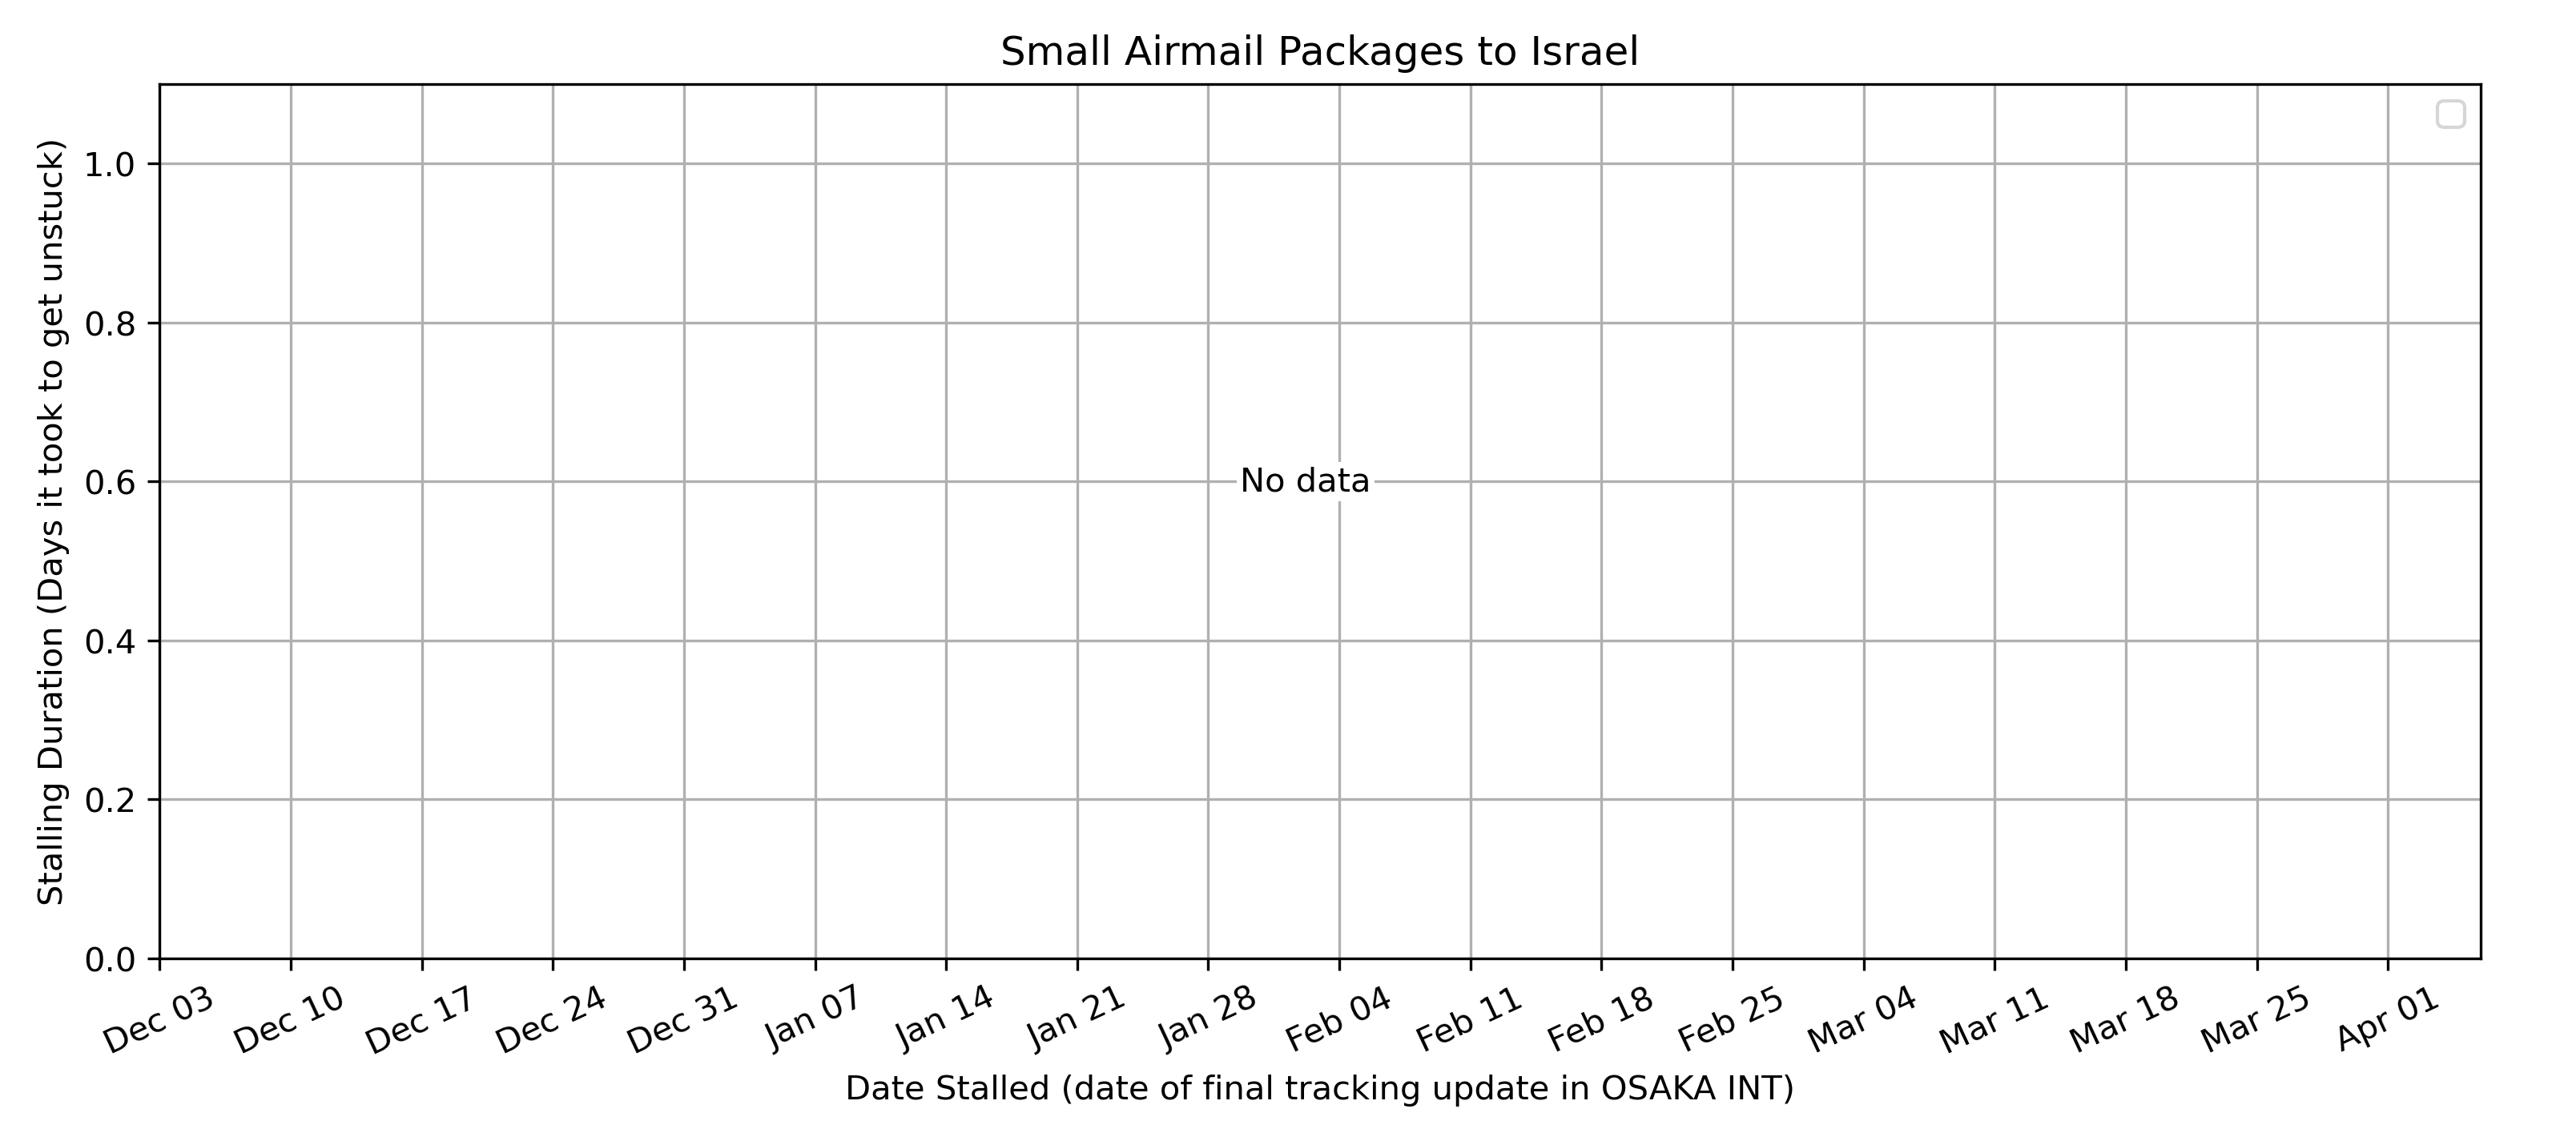 Small Airmail Packages to Israel
Stalling Duration (Days it took to get unstuck)
1.0
0.8
0.6
0.4
0.2
0.0
No data
Dec 03
Dec 10
Dec 17
Dec 24
Dec 31
Jan 07
Jan 14
Jan 21
Jan 28
Feb 04
Feb 11
Feb 18
Feb 25
Mar 04
Mar 11
Mar 18
Mar 25
Apr 01
Date Stalled (date of final tracking update in OSAKA INT)